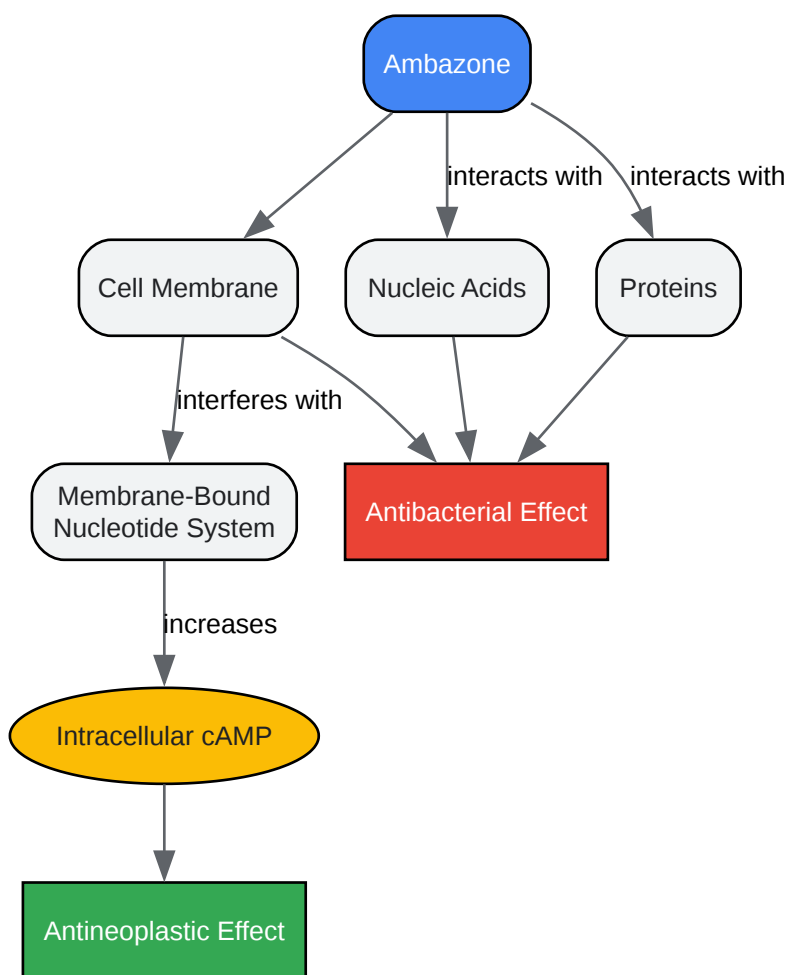 Ambazone
interacts with
interacts with
Cell Membrane
Nucleic Acids
Proteins
interferes with
Membrane-Bound
Nucleotide System
Antibacterial Effect
increases
Intracellular cAMP
Antineoplastic Effect